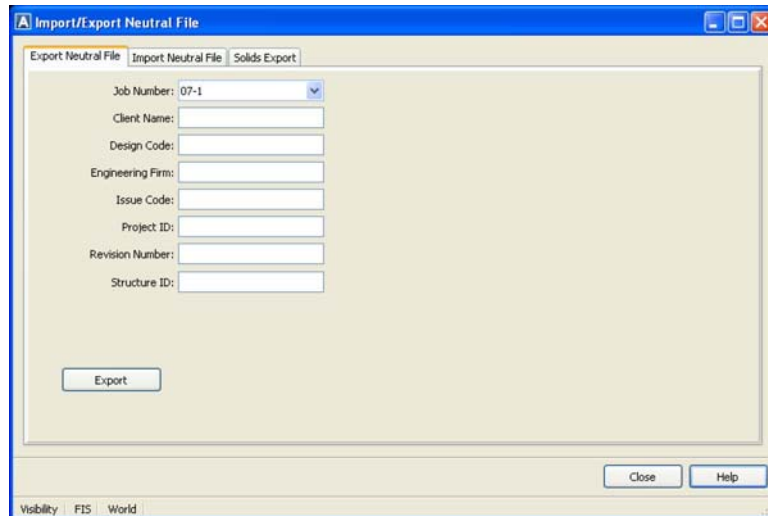 A Import/Export Neutral File
Export Neutral File Import Neutral File Solids Export
Job Number: 07-1
Client Name:
Design Code:
Engineering Firm:
Issue Code:
Project ID:
Revision Number:
Structure ID:
Export
Close Help
Visibility FIS World